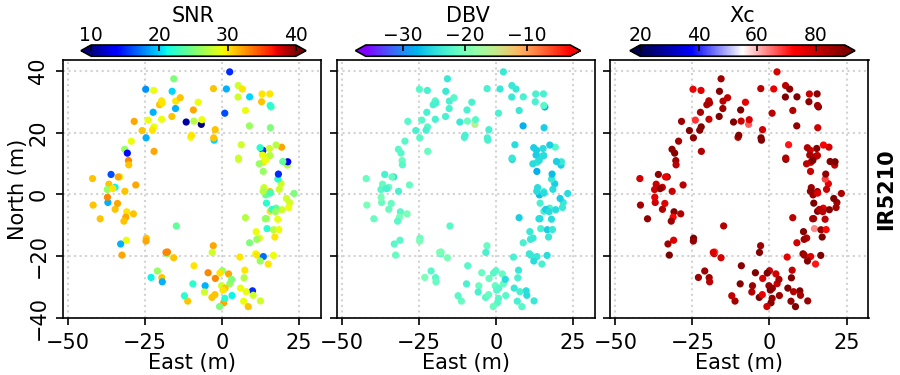 SNR DBV Xc
10 20 30 40 −30 −20 −10 20 40 60 80
40
20
0
−20
−40
North (m)
IR5210
−50 −25 0 25 −50 −25 0 25 −50 −25 0 25
East (m) East (m) East (m)